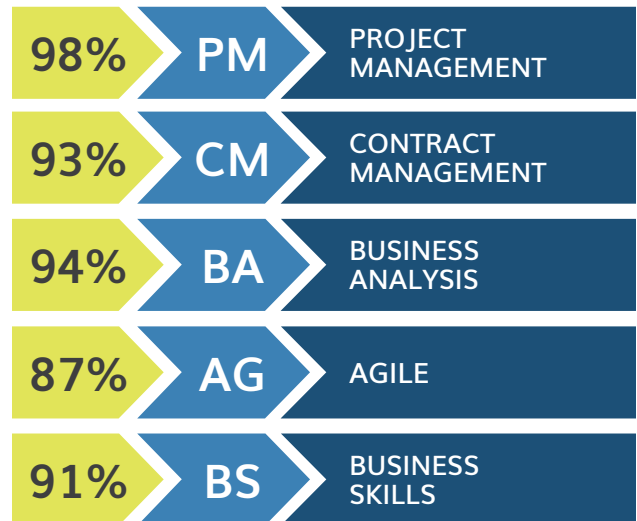 98% PM PROJECT
MANAGEMENT
93% CM CONTRACT
MANAGEMENT
94% BA BUSINESS
ANALYSIS
87% AG AGILE
91% BS BUSINESS
SKILLS